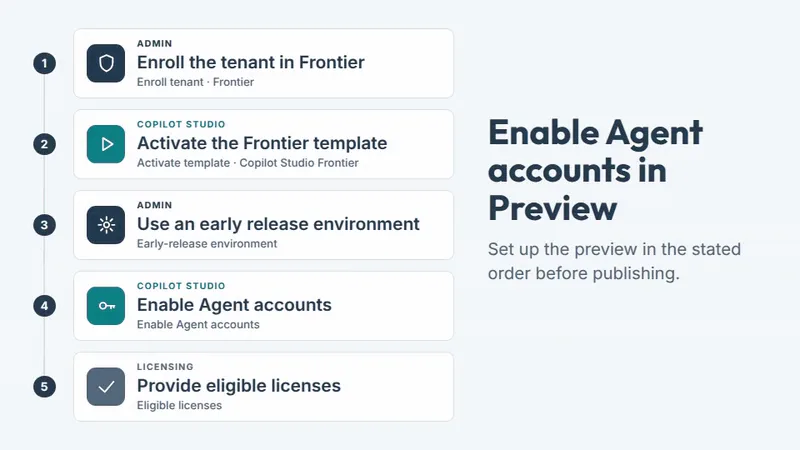 1
ADMIN
Enroll the tenant in Frontier
Enroll tenant · Frontier
2
COPILOT STUDIO
Activate the Frontier template
Activate template · Copilot Studio Frontier
3
ADMIN
Use an early release environment
Early-release environment
4
COPILOT STUDIO
Enable Agent accounts
Enable Agent accounts
5
LICENSING
Provide eligible licenses
Eligible licenses
Enable Agent
accounts in
Preview
Set up the preview in the stated
order before publishing.